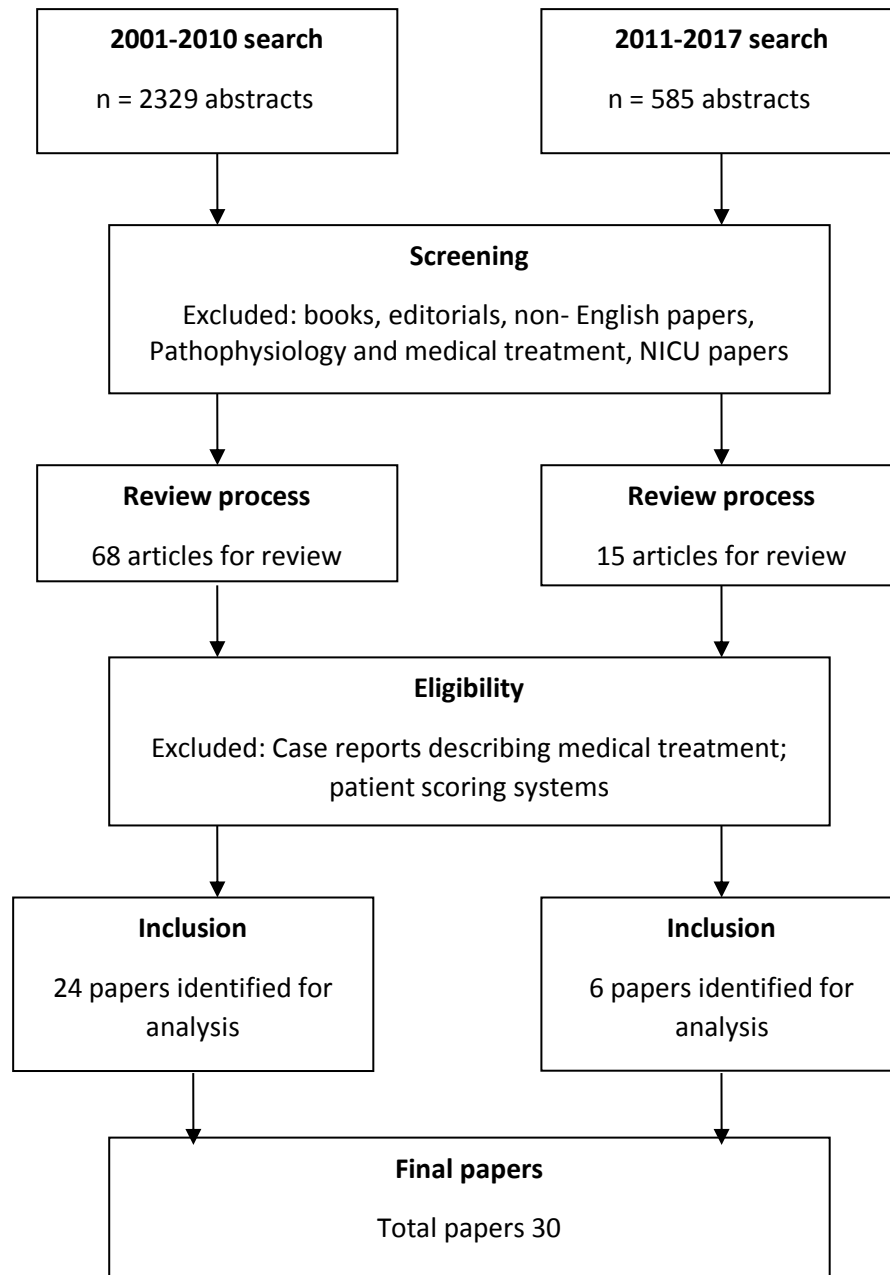 2001-2010 search
n = 2329 abstracts
2011-2017 search
n = 585 abstracts
Screening
Excluded: books, editorials, non- English papers,
Pathophysiology and medical treatment, NICU papers
Review process
68 articles for review
Review process
15 articles for review
Eligibility
Excluded: Case reports describing medical treatment;
patient scoring systems
Inclusion
24 papers identified for
analysis
Inclusion
6 papers identified for
analysis
Final papers
Total papers 30